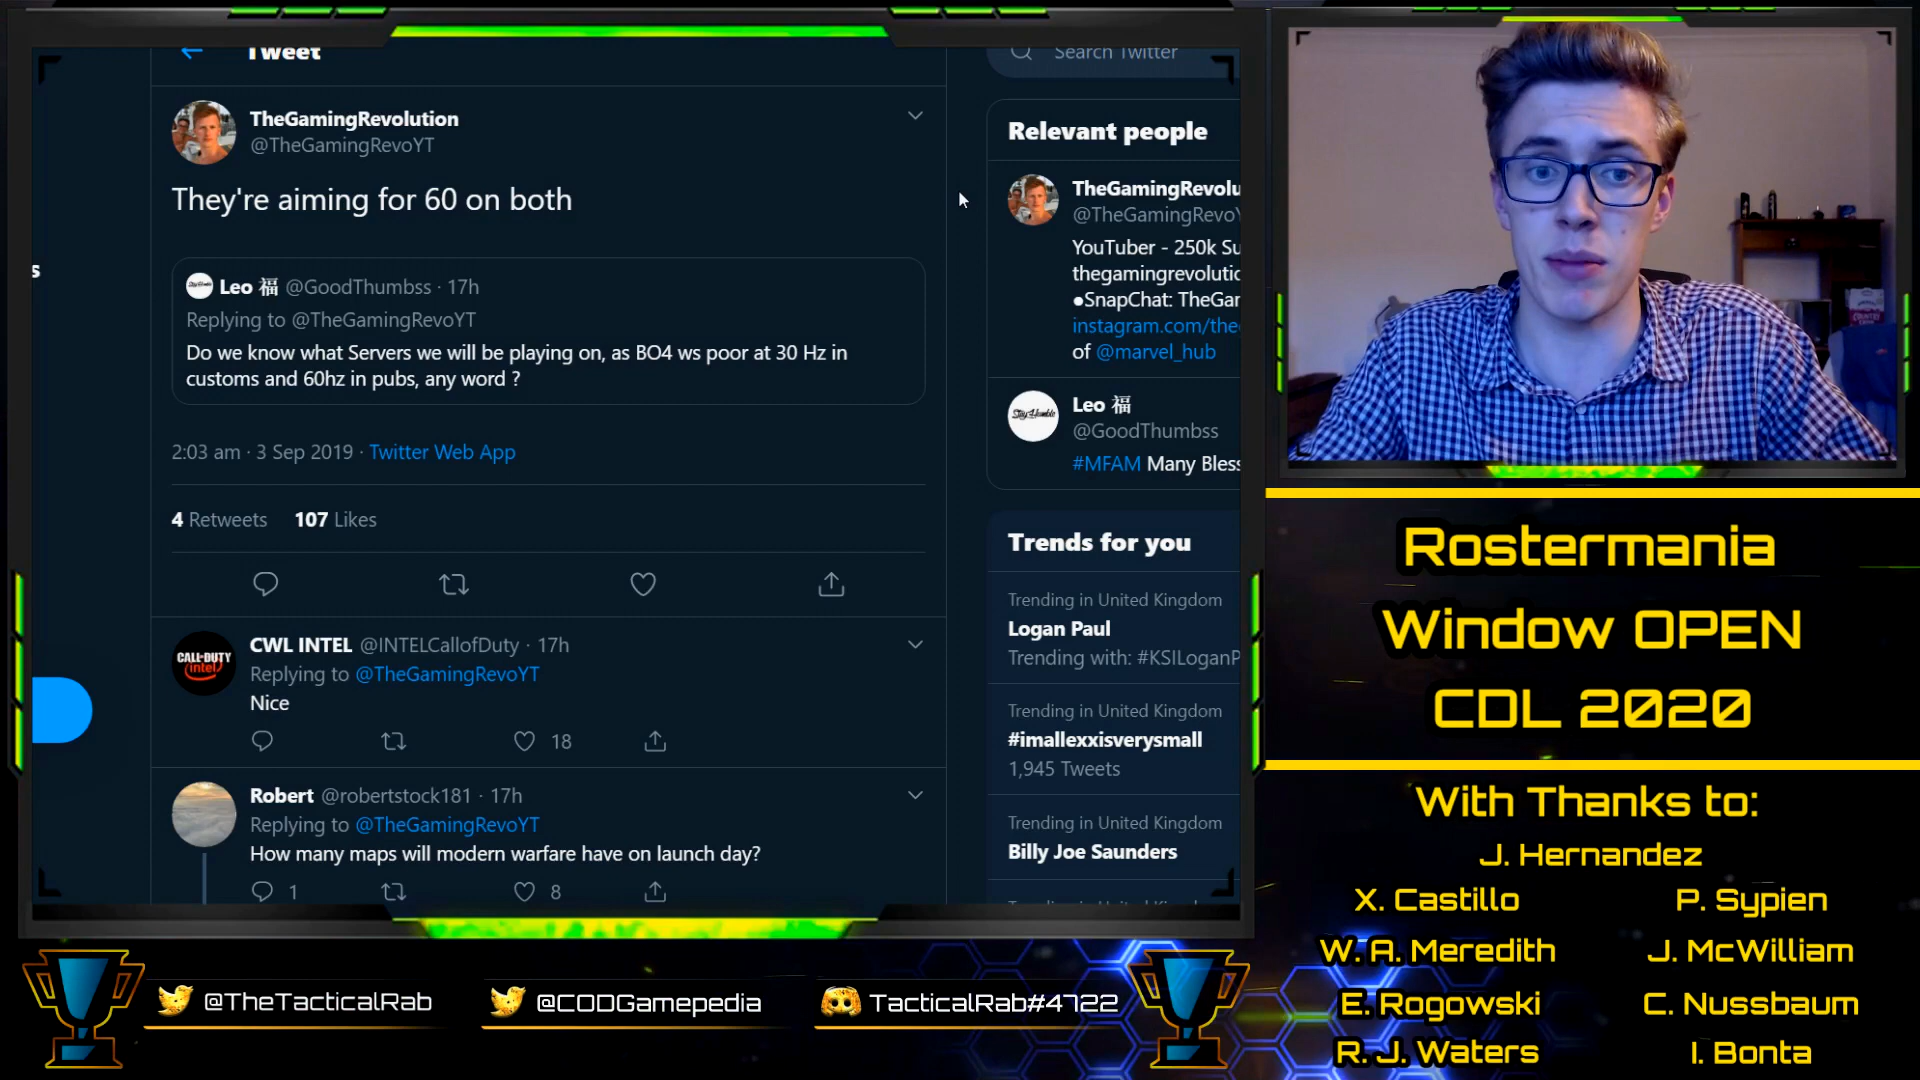 Tweet
Search Twitter
TheGamingRevolution
@TheGamingRevoYT
They're aiming for 60 on both
s
Leo 福 @GoodThumbss · 17h
Replying to @TheGamingRevoYT
Do we know what Servers we will be playing on, as BO4 ws poor at 30 Hz in
customs and 60hz in pubs, any word ?
2:03 am · 3 Sep 2019 · Twitter Web App
4 Retweets 107 Likes
CALL·DUTY
intel
CWL INTEL @INTELCallofDuty · 17h
Replying to @TheGamingRevoYT
Nice
18
Robert @robertstock181 · 17h
Replying to @TheGamingRevoYT
How many maps will modern warfare have on launch day?
1 8
Relevant people
TheGamingRevolu
@TheGamingRevoY
YouTuber - 250k Su
thegamingrevolutic
●SnapChat: TheGar
instagram.com/the
of @marvel_hub
Stay Humble
Leo 福
@GoodThumbss
#MFAM Many Bless
Trends for you
Trending in United Kingdom
Logan Paul
Trending with: #KSILoganP
Trending in United Kingdom
#imallexxisverysmall
1,945 Tweets
Trending in United Kingdom
Billy Joe Saunders
Rostermania
Window OPEN
CDL 2020
With Thanks to:
J. Hernandez
X. Castillo P. Sypien
W. A. Meredith J. McWilliam
E. Rogowski C. Nussbaum
R. J. Waters I. Bonta
@TheTacticalRab @CODGamepedia TacticalRab#4722